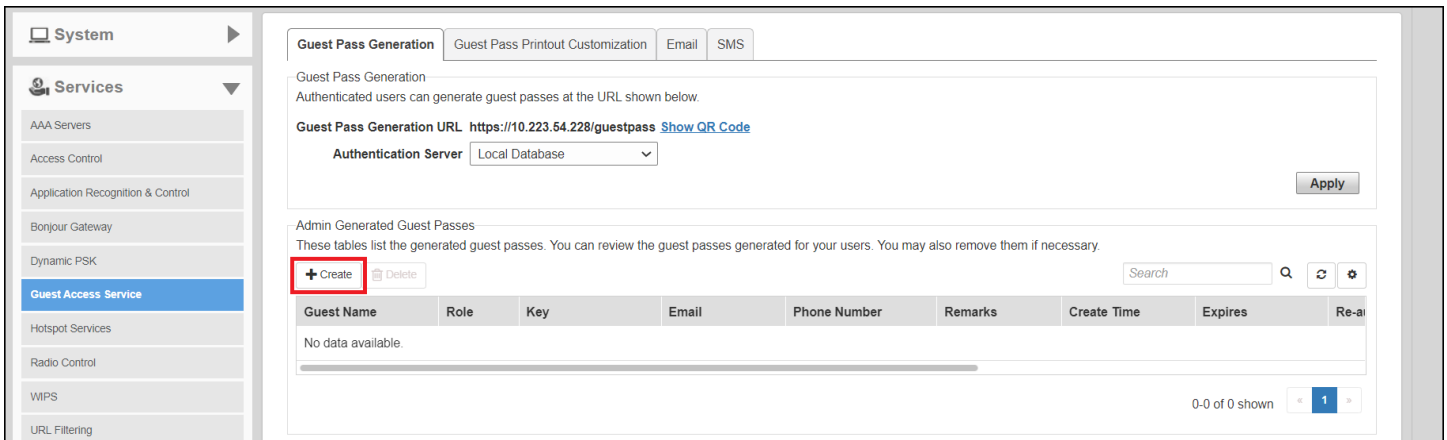 System
Services
AAA Servers
Access Control
Application Recognition & Control
Bonjour Gateway
Dynamic PSK
Guest Access Service
Hotspot Services
Radio Control
WIPS
URL Filtering
Guest Pass Generation Guest Pass Printout Customization Email SMS
Guest Pass Generation
Authenticated users can generate guest passes at the URL shown below.
Guest Pass Generation URL https://10.223.54.228/guestpass Show QR Code
Authentication Server Local Database
Apply
Admin Generated Guest Passes
These tables list the generated guest passes. You can review the guest passes generated for your users. You may also remove them if necessary.
+ Create Delete Search
Guest Name Role Key Email Phone Number Remarks Create Time Expires Re-au
No data available.
0-0 of 0 shown « 1 »